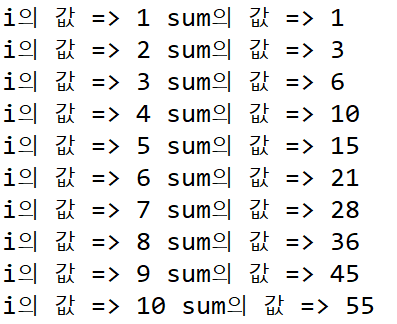 i의 값 => 1 sum의 값 => 1
i의 값 => 2 sum의 값 => 3
i의 값 => 3 sum의 값 => 6
i의 값 => 4 sum의 값 => 10
i의 값 => 5 sum의 값 => 15
i의 값 => 6 sum의 값 => 21
i의 값 => 7 sum의 값 => 28
i의 값 => 8 sum의 값 => 36
i의 값 => 9 sum의 값 => 45
i의 값 => 10 sum의 값 => 55